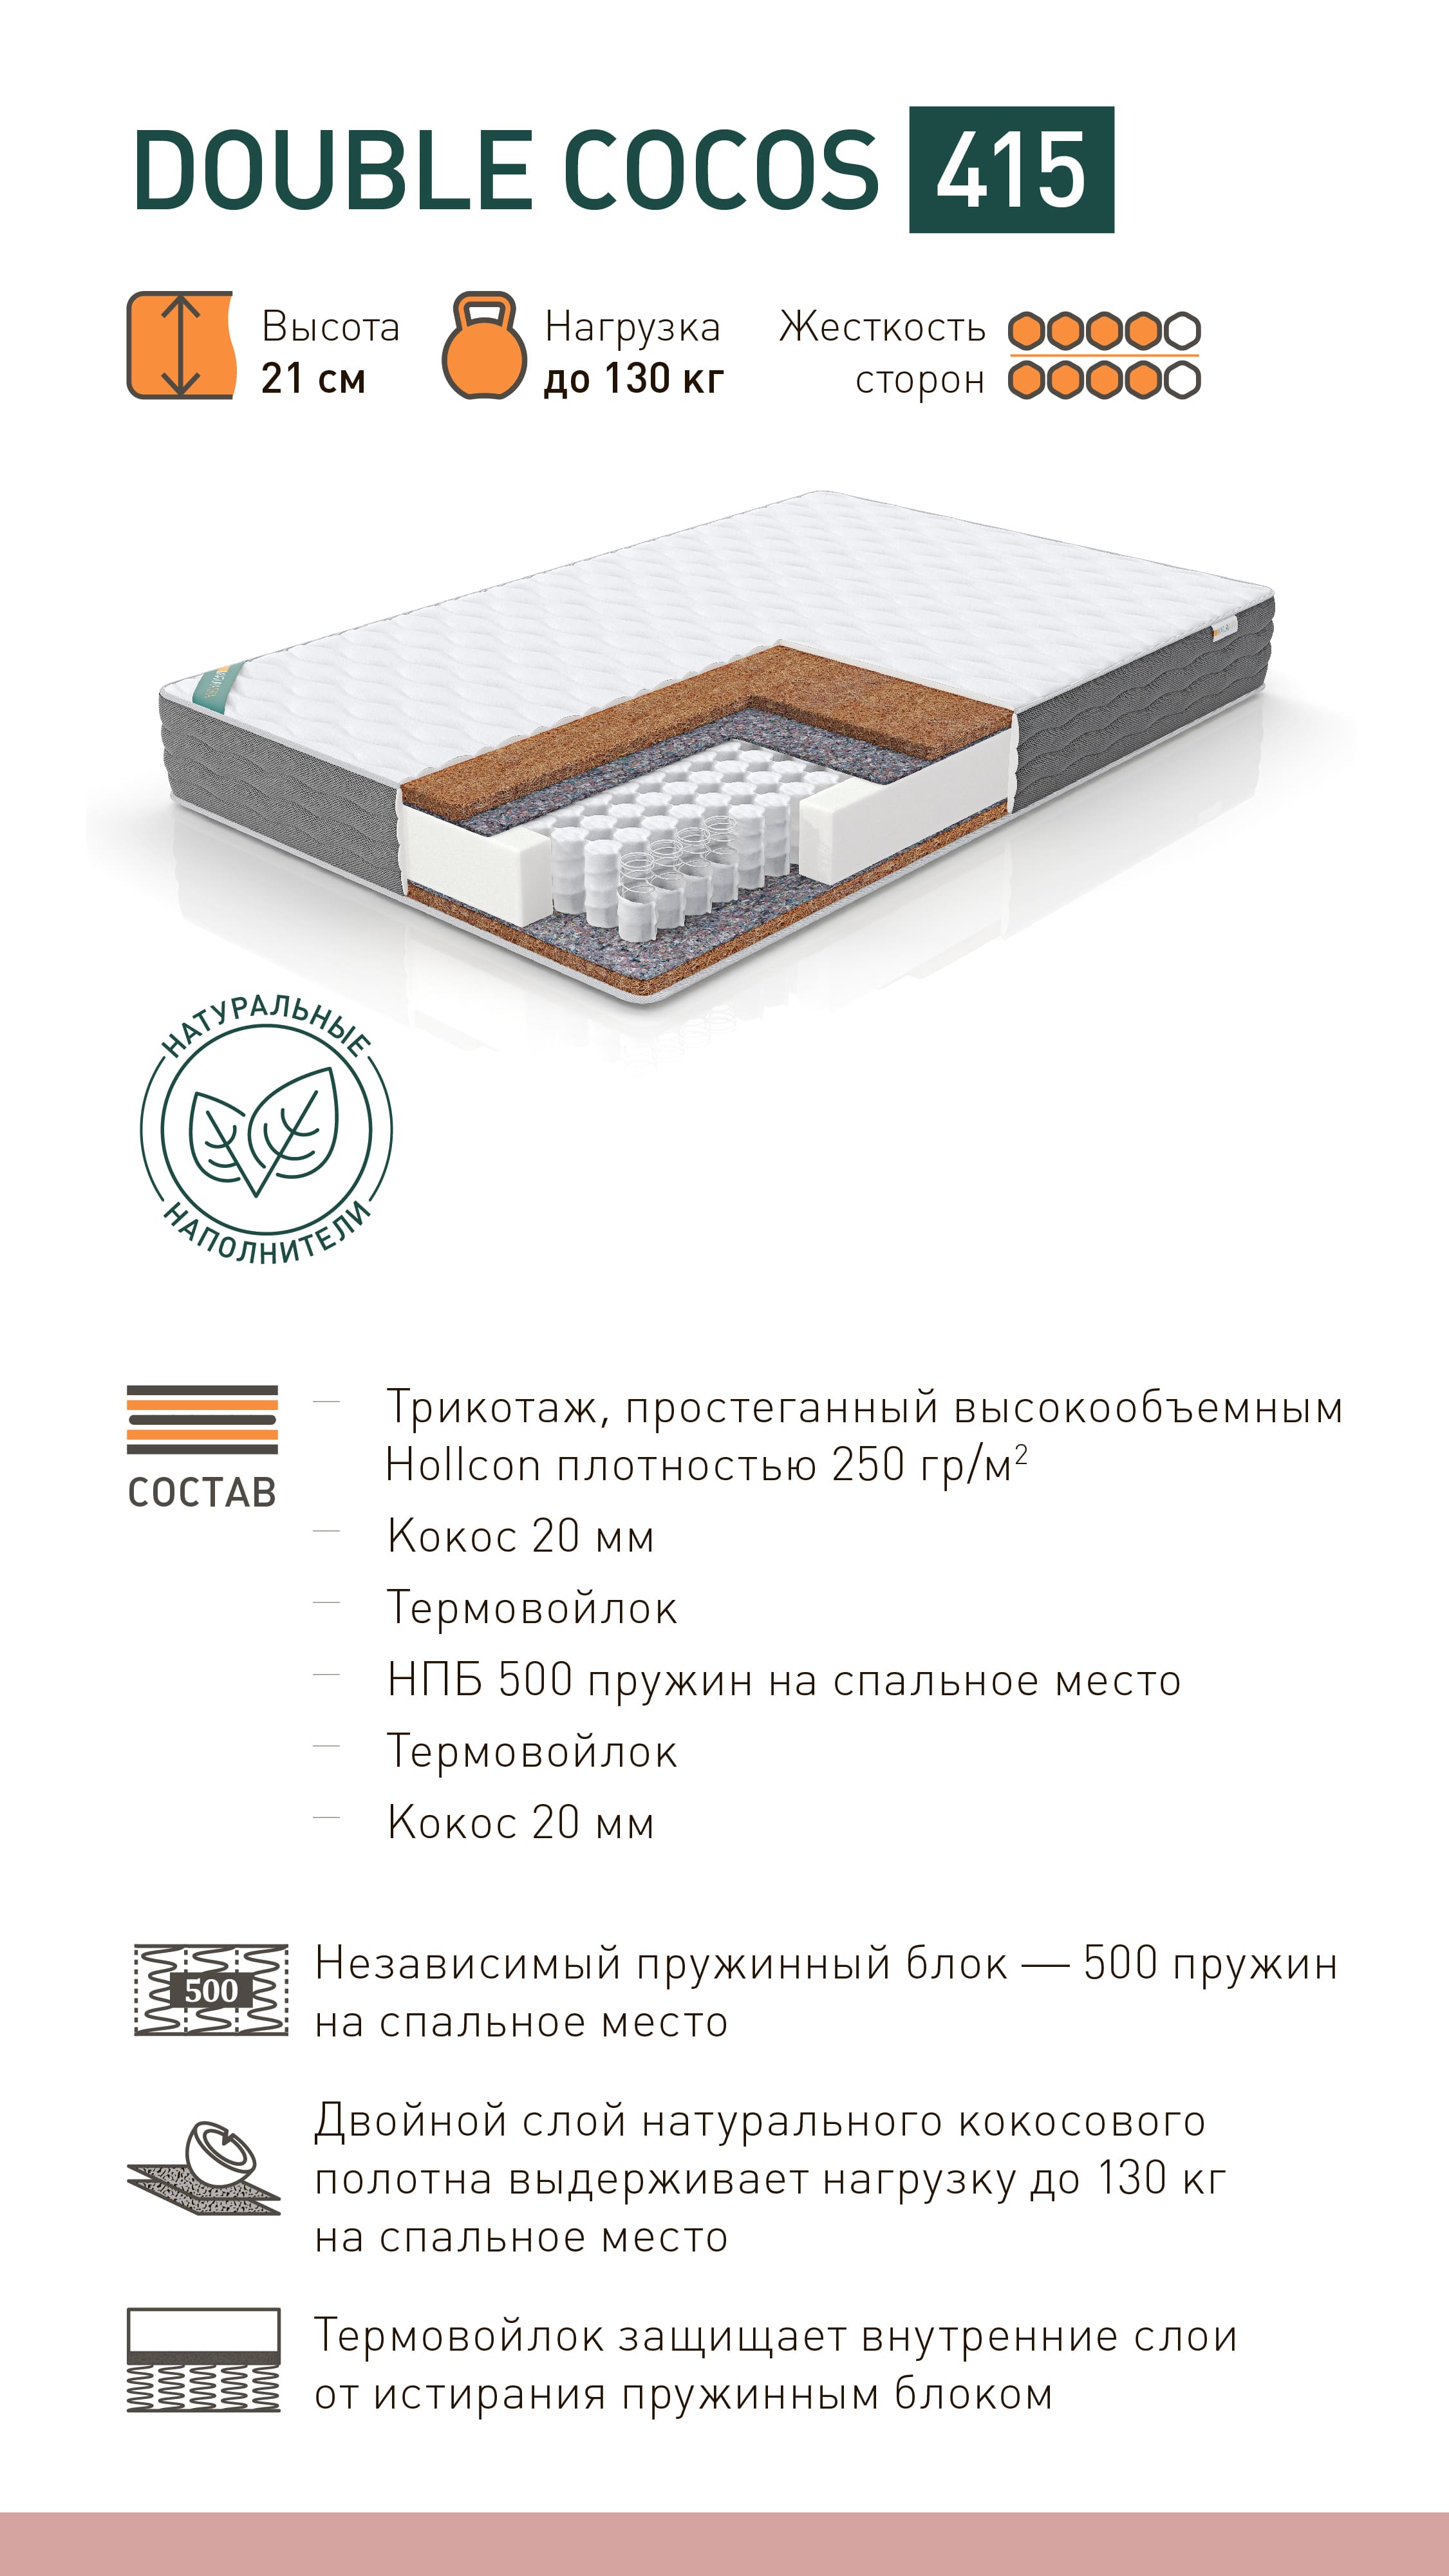 DOUBLE COCOS 415
Высота
21 см
Нагрузка
до 130 кг
Жесткость
сторон
НАТУРАЛЬНЫЕ
НАПОЛНИТЕЛИ
СОСТАВ
— Трикотаж, простеганный высокообъемным
Hollcon плотностью 250 гр/м²
— Кокос 20 мм
— Термовойлок
— НПБ 500 пружин на спальное место
— Термовойлок
— Кокос 20 мм
500
Независимый пружинный блок — 500 пружин
на спальное место
Двойной слой натурального кокосового
полотна выдерживает нагрузку до 130 кг
на спальное место
Термовойлок защищает внутренние слои
от истирания пружинным блоком